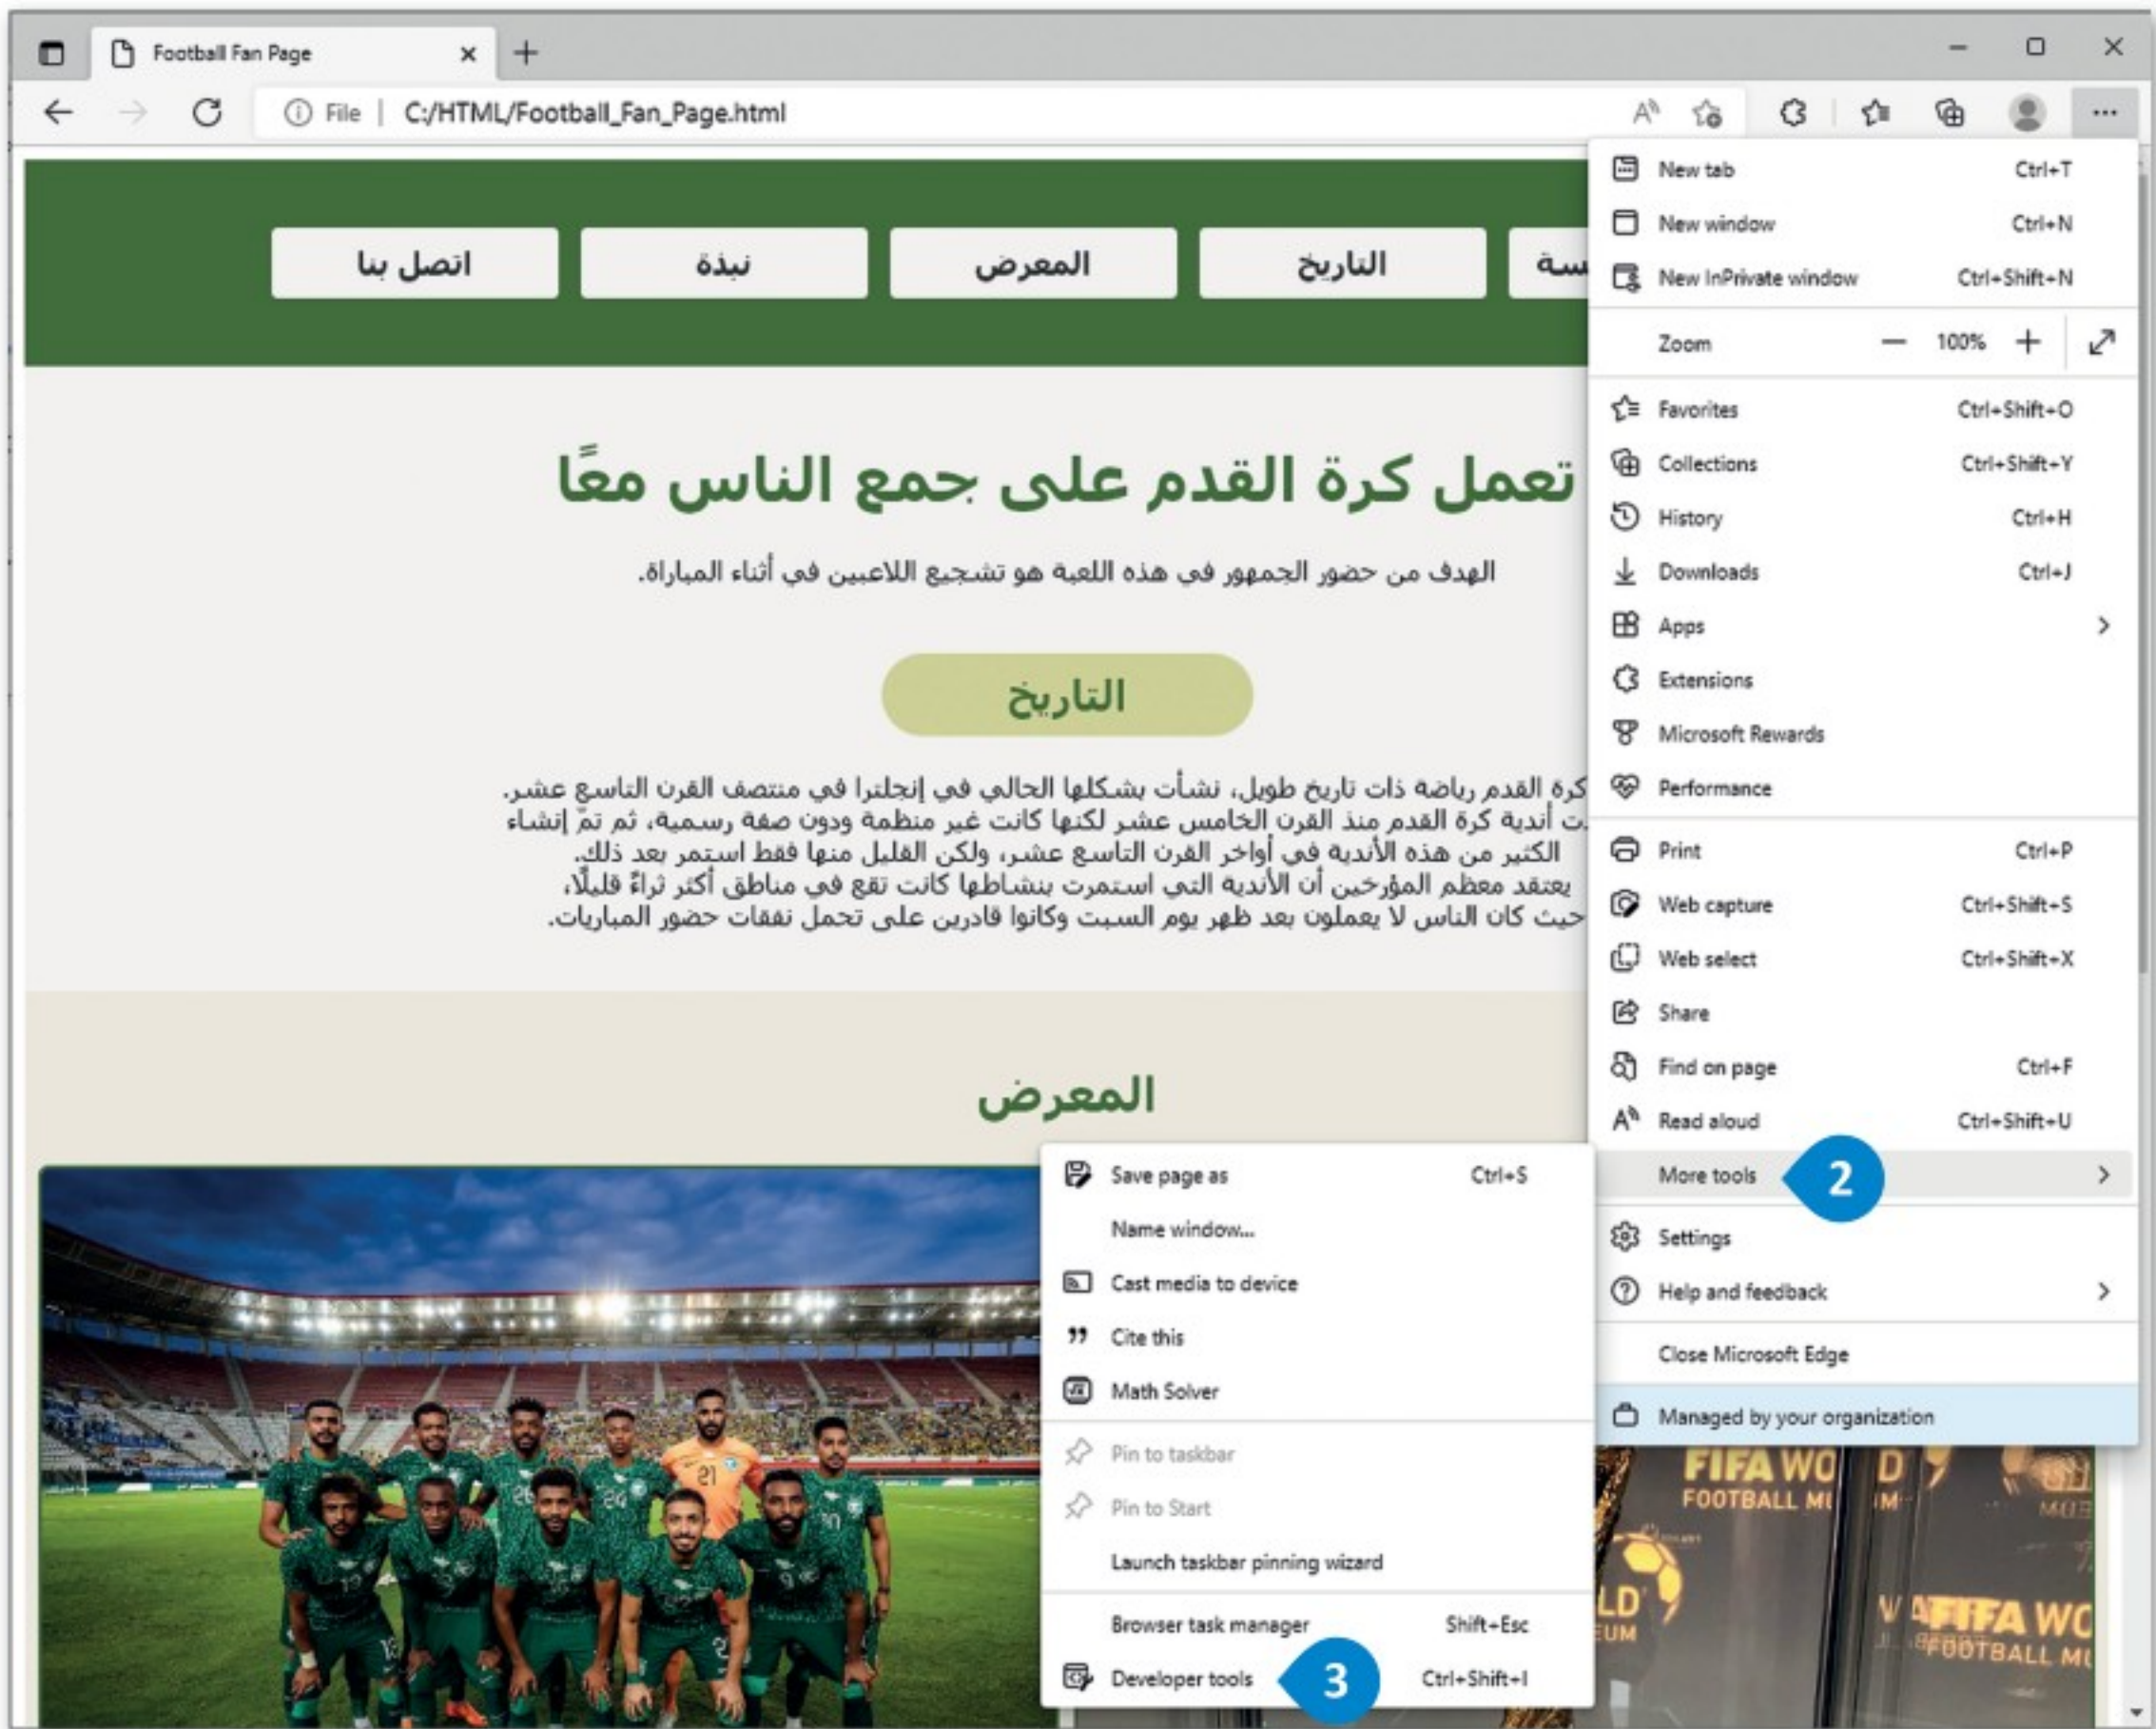 Football Fan Page
File | C:/HTML/Football_Fan_Page.html
New tab Ctrl+T
New window Ctrl+N
New InPrivate window Ctrl+Shift+N
Zoom 100%
Favorites Ctrl+Shift+O
Collections Ctrl+Shift+Y
History Ctrl+H
Downloads Ctrl+J
Apps
Extensions
Microsoft Rewards
Performance
Print Ctrl+P
Web capture Ctrl+Shift+S
Web select Ctrl+Shift+X
Share
Find on page Ctrl+F
Read aloud Ctrl+Shift+U
More tools 2
Settings
Help and feedback
Close Microsoft Edge
Managed by your organization
التاريخ المعرض نبذة اتصل بنا
تعمل كرة القدم على جمع الناس معًا
الهدف من حضور الجمهور في هذه اللعبة هو تشجيع اللاعبين في أثناء المباراة.
التاريخ
كرة القدم رياضة ذات تاريخ طويل، نشأت بشكلها الحالي في إنجلترا في منتصف القرن التاسع عشر.
أندية كرة القدم منذ القرن الخامس عشر لكنها كانت غير منظمة ودون صفة رسمية، ثم تمّ إنشاء
الكثير من هذه الأندية في أواخر القرن التاسع عشر، ولكن القليل منها فقط استمر بعد ذلك.
يعتقد معظم المؤرخين أن الأندية التي استمرت بنشاطها كانت تقع في مناطق أكثر ثراءً قليلًا،
حيث كان الناس لا يعملون بعد ظهر يوم السبت وكانوا قادرين على تحمل نفقات حضور المباريات.
المعرض
Save page as Ctrl+S
Name window...
Cast media to device
Cite this
Math Solver
Pin to taskbar
Pin to Start
Launch taskbar pinning wizard
Browser task manager Shift+Esc
Developer tools 3 Ctrl+Shift+I
21
FIFA
FOOTBALL
FIFA
FOOTBALL